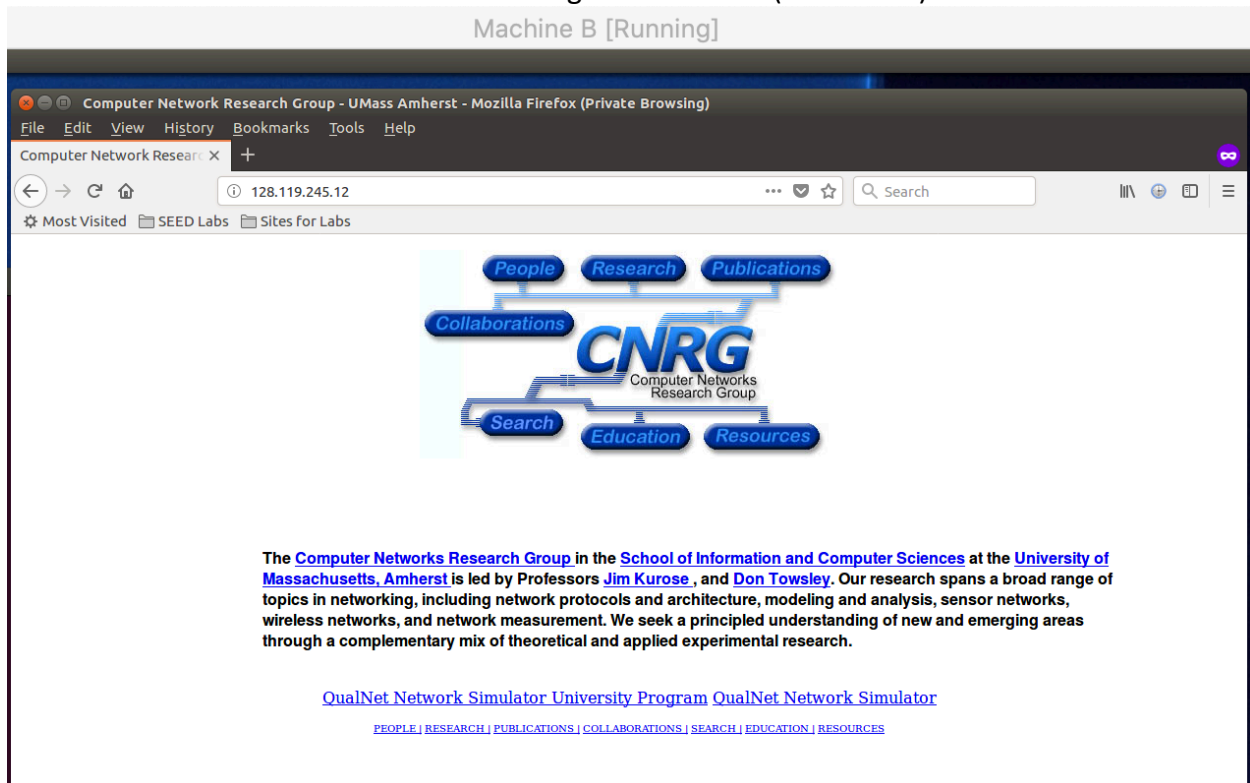 Machine B [Running]
Computer Network Research Group - UMass Amherst - Mozilla Firefox (Private Browsing)
File Edit View History Bookmarks Tools Help
Computer Network Researc
128.119.245.12
Search
Most Visited SEED Labs Sites for Labs
People Research Publications
Collaborations
CNRG
Computer Networks
Research Group
Search
Education Resources
The Computer Networks Research Group in the School of Information and Computer Sciences at the University of
Massachusetts, Amherst is led by Professors Jim Kurose , and Don Towsley. Our research spans a broad range of
topics in networking, including network protocols and architecture, modeling and analysis, sensor networks,
wireless networks, and network measurement. We seek a principled understanding of new and emerging areas
through a complementary mix of theoretical and applied experimental research.
QualNet Network Simulator University Program QualNet Network Simulator
PEOPLE | RESEARCH | PUBLICATIONS | COLLABORATIONS | SEARCH | EDUCATION | RESOURCES